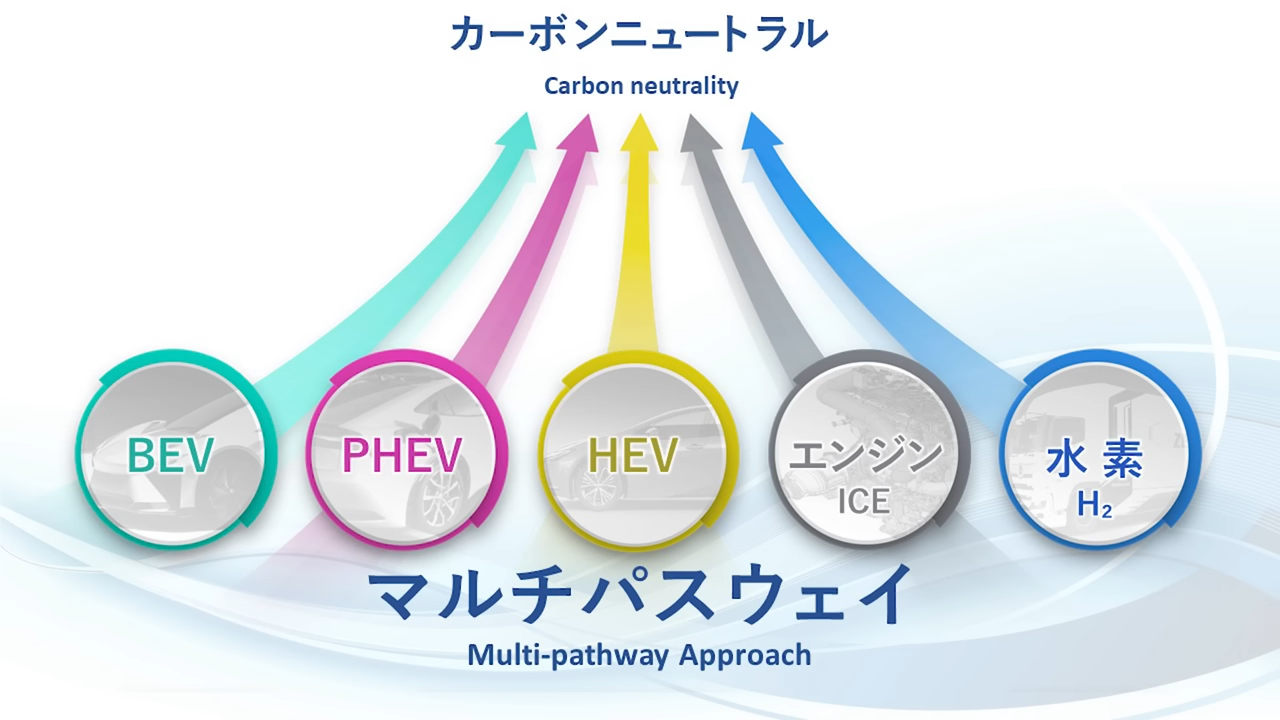 カーボンニュートラル
Carbon neutrality
BEV
PHEV
HEV
エンジン
ICE
水素
H₂
マルチパスウェイ
Multi-pathway Approach